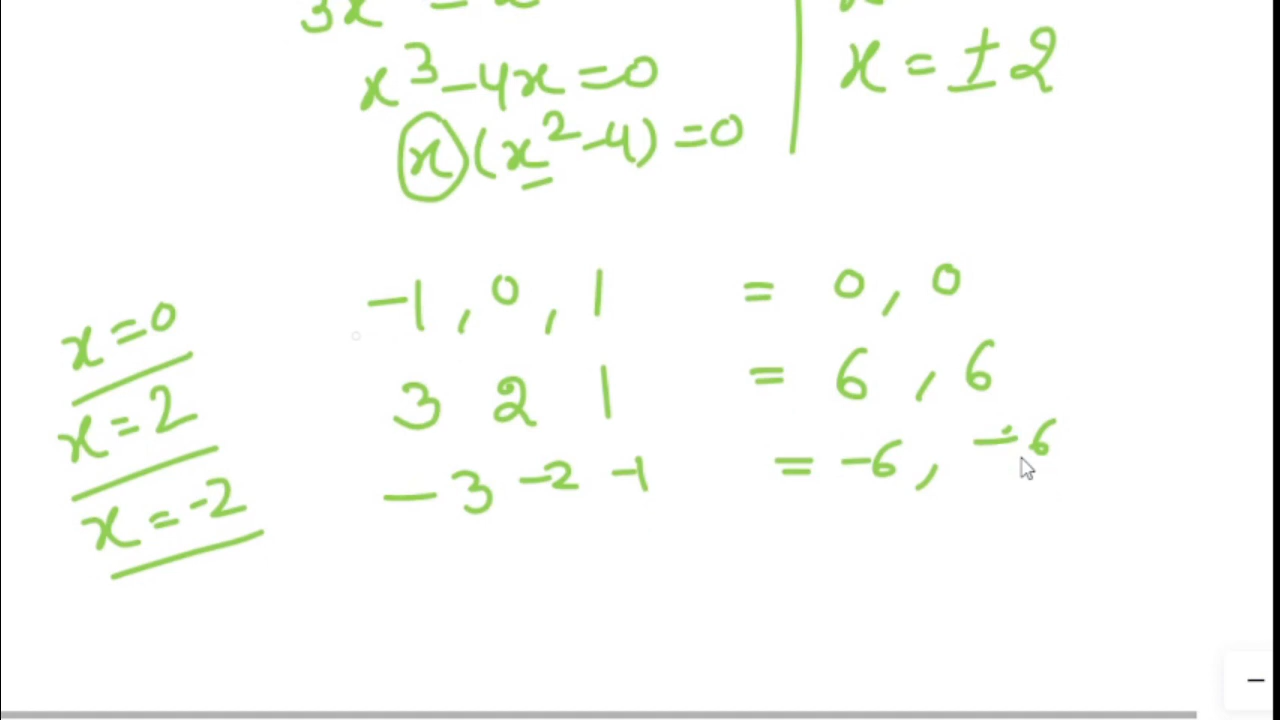 x³-4x=0
x(x²-4)=0
x=±2
x=0 -1, 0, 1 = 0, 0
x=2 3 2 1 = 6, 6
x=-2 -3 -2 -1 = -6, -6